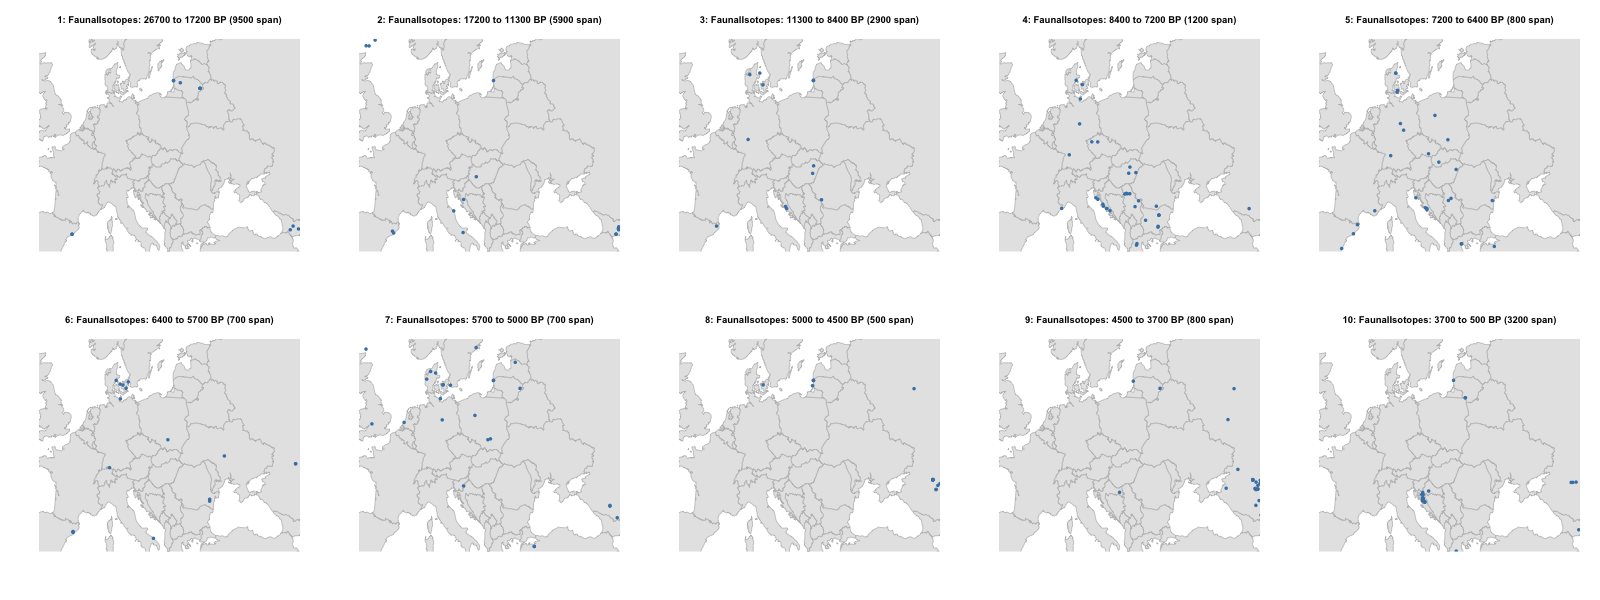 1: FaunalIsotopes: 26700 to 17200 BP (9500 span)
2: FaunalIsotopes: 17200 to 11300 BP (5900 span)
3: FaunalIsotopes: 11300 to 8400 BP (2900 span)
4: FaunalIsotopes: 8400 to 7200 BP (1200 span)
5: FaunalIsotopes: 7200 to 6400 BP (800 span)
6: FaunalIsotopes: 6400 to 5700 BP (700 span)
7: FaunalIsotopes: 5700 to 5000 BP (700 span)
8: FaunalIsotopes: 5000 to 4500 BP (500 span)
9: FaunalIsotopes: 4500 to 3700 BP (800 span)
10: FaunalIsotopes: 3700 to 500 BP (3200 span)